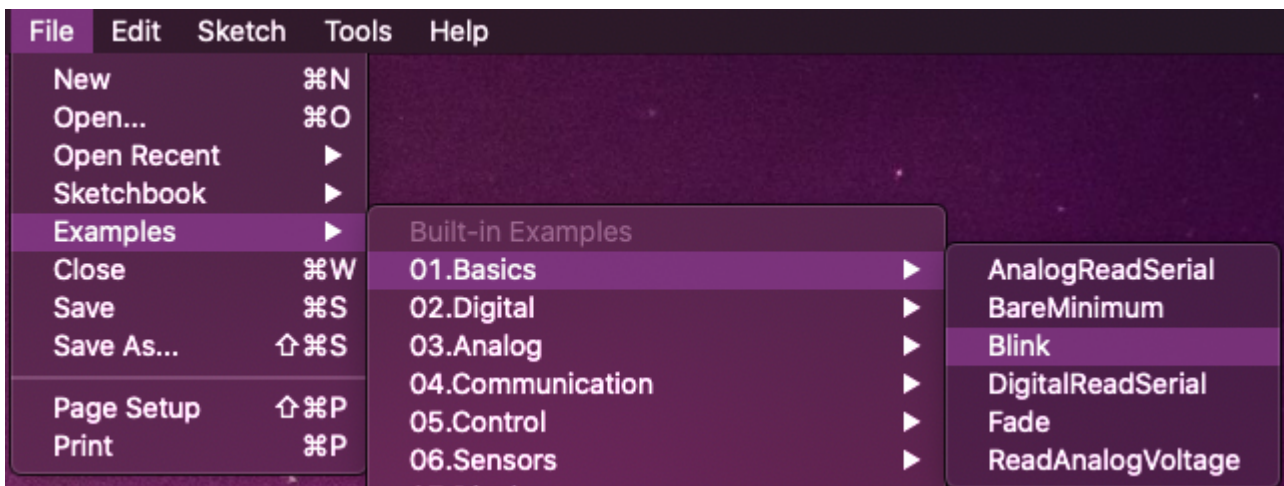 File Edit Sketch Tools Help
New ⌘N
Open... ⌘O
Open Recent ▶
Sketchbook ▶
Examples ▶
Close ⌘W
Save ⌘S
Save As... ⇧⌘S
Page Setup ⇧⌘P
Print ⌘P
Built-in Examples
01.Basics ▶
02.Digital ▶
03.Analog ▶
04.Communication ▶
05.Control ▶
06.Sensors ▶
AnalogReadSerial
BareMinimum
Blink
DigitalReadSerial
Fade
ReadAnalogVoltage